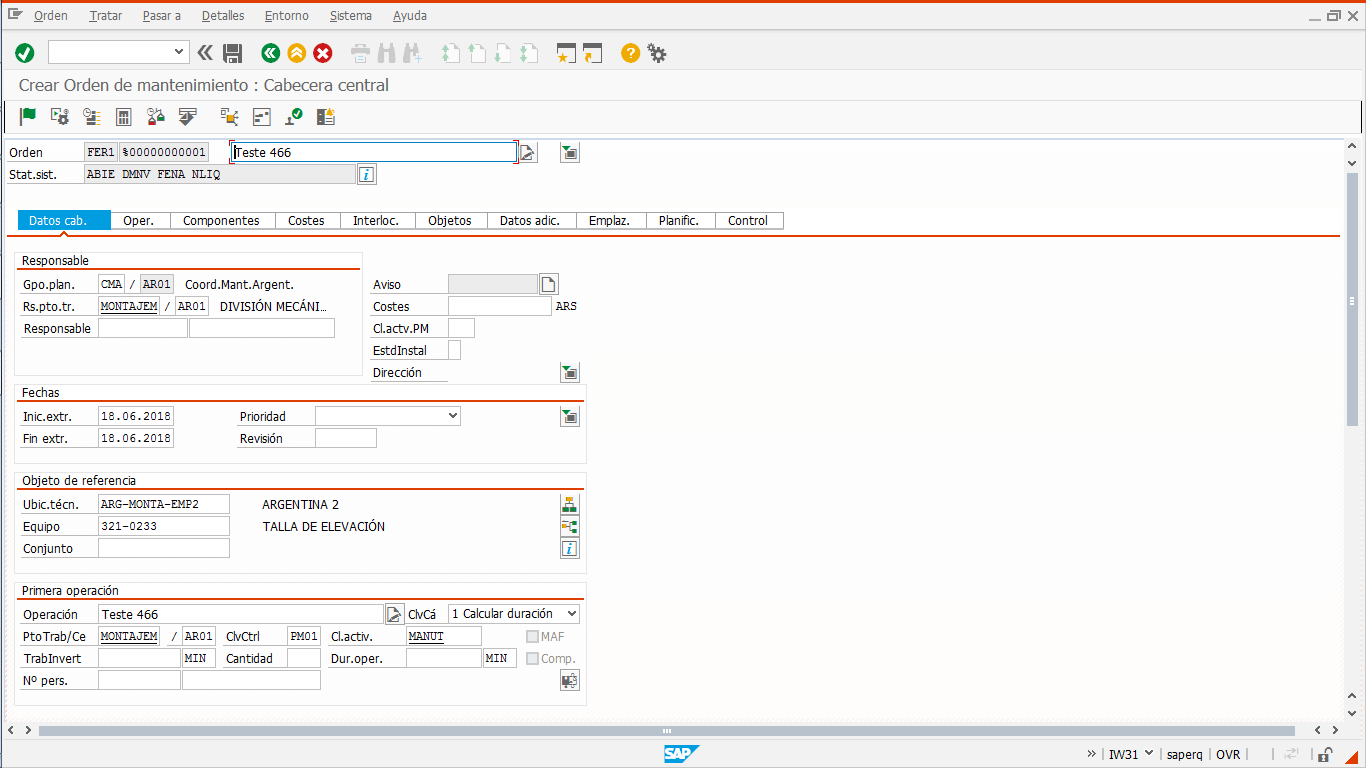 Orden Tratar Pasar a Detalles Entorno Sistema Ayuda
Crear Orden de mantenimiento : Cabecera central
Orden FER1 %00000000001 Teste 466
Stat.sist. ABIE DMNV FENA NLIQ
Datos cab. Oper. Componentes Costes Interloc. Objetos Datos adic. Emplaz. Planific. Control
Responsable
Gpo.plan. CMA / AR01 Coord.Mant.Argent. Aviso
Rs.pto.tr. MONTAJEM / AR01 DIVISIÓN MECÁNI... Costes ARS
Responsable Cl.actv.PM
EstdInstal
Dirección
Fechas
Inic.extr. 18.06.2018 Prioridad
Fin extr. 18.06.2018 Revisión
Objeto de referencia
Ubic.técn. ARG-MONTA-EMP2 ARGENTINA 2
Equipo 321-0233 TALLA DE ELEVACIÓN
Conjunto
Primera operación
Operación Teste 466 ClvCá 1 Calcular duración
PtoTrab/Ce MONTAJEM / AR01 ClvCtrl PM01 Cl.activ. MANUT MAF
TrabInvert MIN Cantidad Dur.oper. MIN Comp.
Nº pers.
SAP IW31 saperq OVR